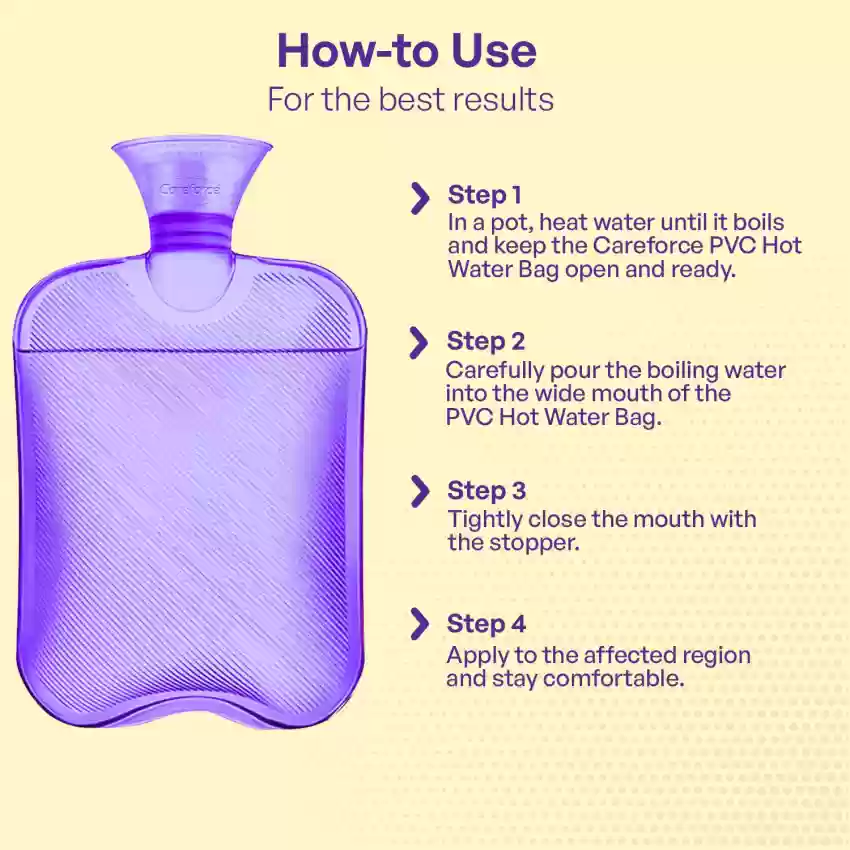 How-to Use
For the best results
Careforce
Step 1
In a pot, heat water until it boils
and keep the Careforce PVC Hot
Water Bag open and ready.
Step 2
Carefully pour the boiling water
into the wide mouth of the
PVC Hot Water Bag.
Step 3
Tightly close the mouth with
the stopper.
Step 4
Apply to the affected region
and stay comfortable.